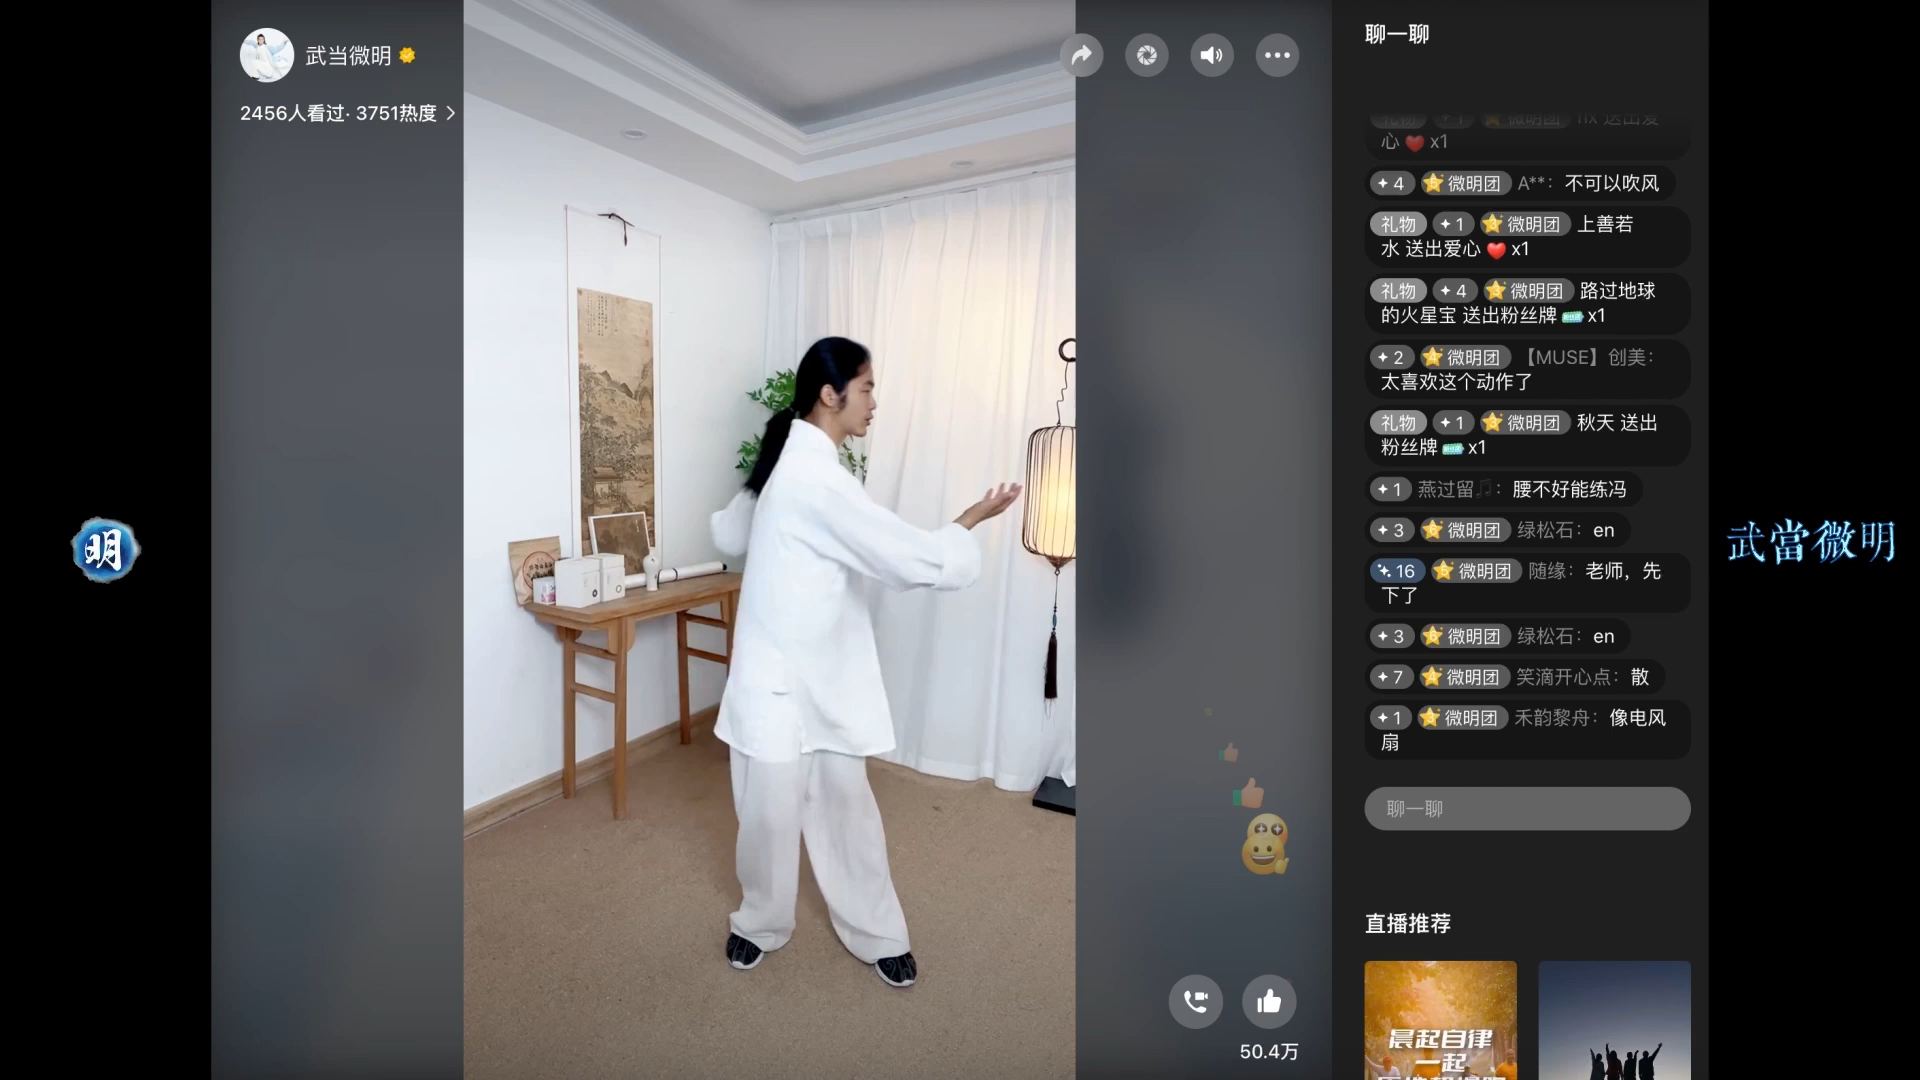 武当微明
2456人看过· 3751热度
明
聊一聊
心 x1
4 微明团 A**：不可以吹风
礼物 1 微明团 上善若
水 送出爱心 x1
礼物 4 微明团 路过地球
的火星宝 送出粉丝牌 x1
2 微明团 【MUSE】创美：
太喜欢这个动作了
礼物 1 微明团 秋天 送出
粉丝牌 x1
1 燕过留🎵：腰不好能练冯
3 微明团 绿松石：en
16 微明团 随缘：老师，先
下了
3 微明团 绿松石：en
7 微明团 笑滴开心点：散
1 微明团 禾韵黎舟：像电风
扇
聊一聊
武當微明
50.4万
直播推荐
晨起自律
一起